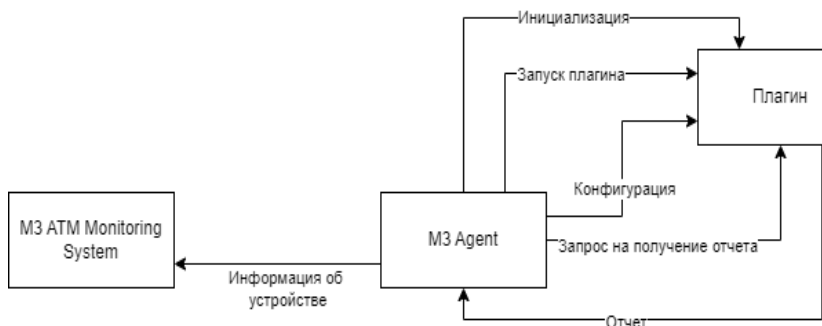 Инициализация
Запуск плагина
Плагин
Конфигурация
M3 ATM Monitoring
System
M3 Agent
Запрос на получение отчета
Информация об
устройстве
Отчет